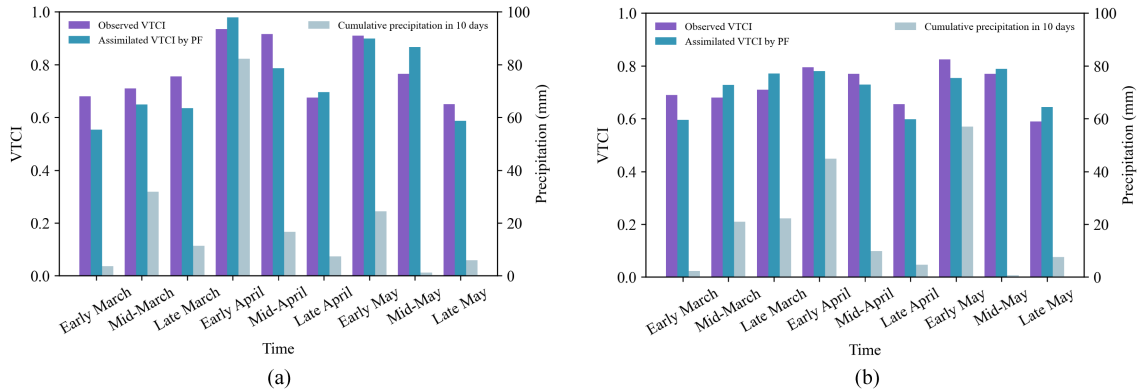 Observed VTCI
Assimilated VTCI by PF
Cumulative precipitation in 10 days
1.0
0.8
0.6
0.4
0.2
0.0
VTCI
100
80
60
40
20
0
Precipitation (mm)
Early March
Mid-March
Late March
Early April
Mid-April
Late April
Early May
Mid-May
Late May
Time
(a)
Observed VTCI
Assimilated VTCI by PF
Cumulative precipitation in 10 days
1.0
0.8
0.6
0.4
0.2
0.0
VTCI
100
80
60
40
20
0
Precipitation (mm)
Early March
Mid-March
Late March
Early April
Mid-April
Late April
Early May
Mid-May
Late May
Time
(b)